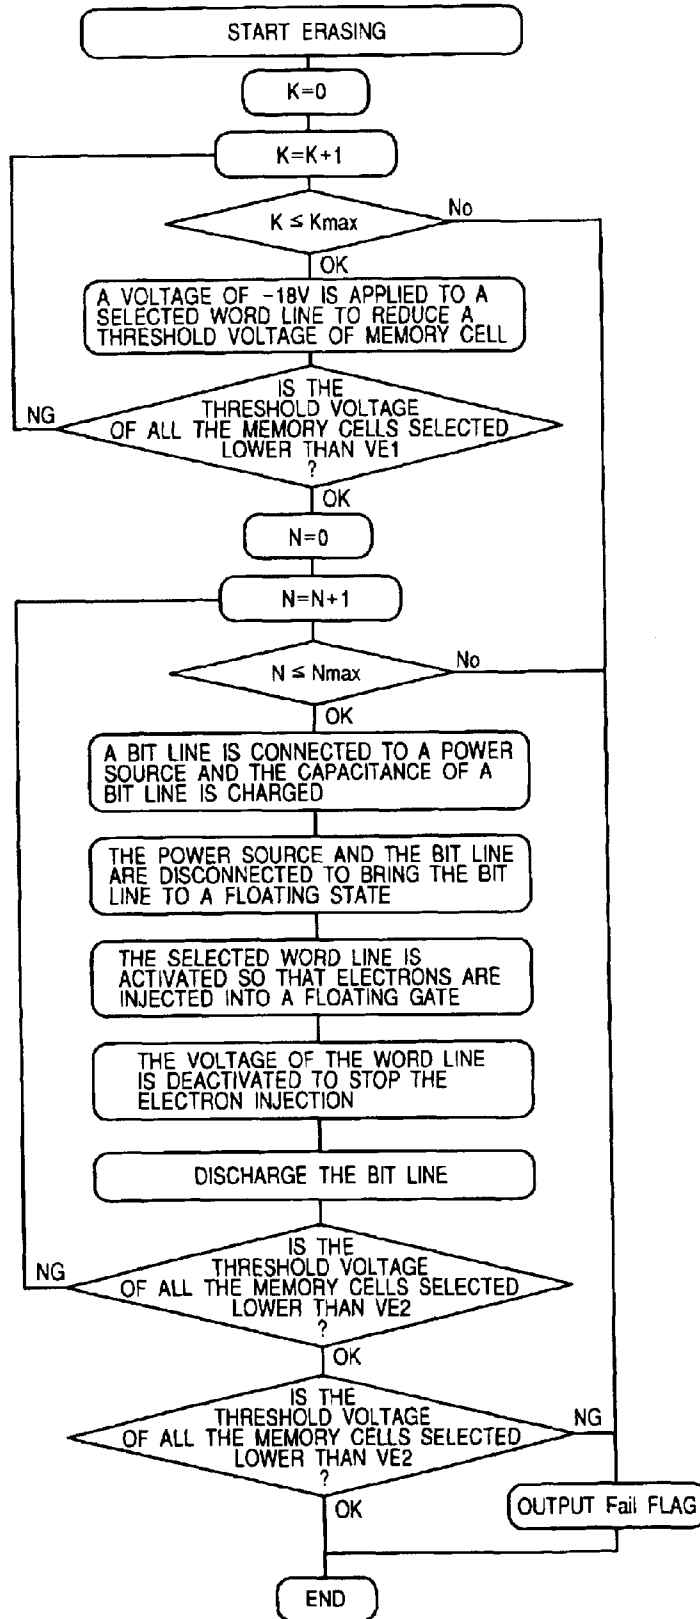 START ERASING
K=0
K=K+1
K ≤ Kmax
No
OK
A VOLTAGE OF -18V IS APPLIED TO A
SELECTED WORD LINE TO REDUCE A
THRESHOLD VOLTAGE OF MEMORY CELL
IS THE
THRESHOLD VOLTAGE
OF ALL THE MEMORY CELLS SELECTED
LOWER THAN VE1
?
NG
OK
N=0
N=N+1
N ≤ Nmax
No
OK
A BIT LINE IS CONNECTED TO A POWER
SOURCE AND THE CAPACITANCE OF A
BIT LINE IS CHARGED
THE POWER SOURCE AND THE BIT LINE
ARE DISCONNECTED TO BRING THE BIT
LINE TO A FLOATING STATE
THE SELECTED WORD LINE IS
ACTIVATED SO THAT ELECTRONS ARE
INJECTED INTO A FLOATING GATE
THE VOLTAGE OF THE WORD LINE
IS DEACTIVATED TO STOP THE
ELECTRON INJECTION
DISCHARGE THE BIT LINE
IS THE
THRESHOLD VOLTAGE
OF ALL THE MEMORY CELLS SELECTED
LOWER THAN VE2
?
NG
OK
IS THE
THRESHOLD VOLTAGE
OF ALL THE MEMORY CELLS SELECTED
LOWER THAN VE2
?
NG
OK
OUTPUT Fail FLAG
END